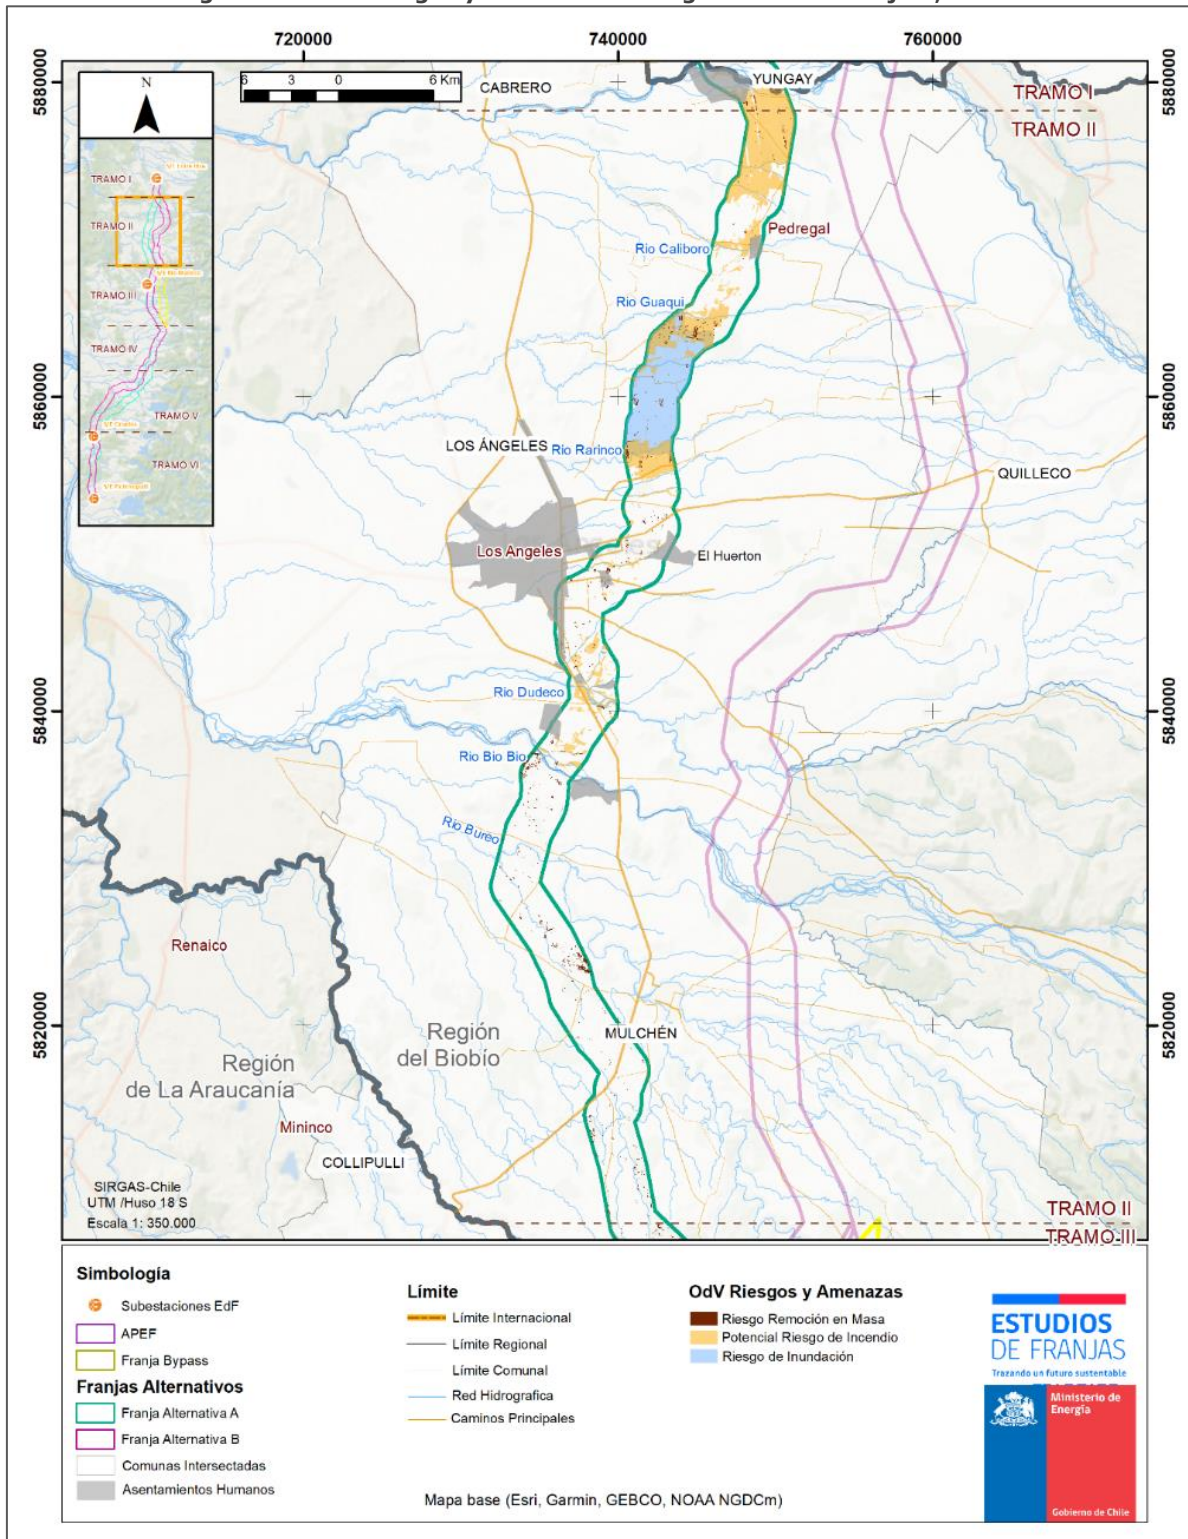 720000
740000
760000
5880000
5880000
N
6 3 0 6 Km
CABRERO
YUNGAY
TRAMO I
TRAMO II
TRAMO I
TRAMO II
TRAMO III
TRAMO IV
TRAMO V
TRAMO VI
Pedregal
Rio Caliboro
Rio Guaqui
5860000
5860000
LOS ÁNGELES
Rio Rarinco
QUILLECO
Los Angeles
El Huerton
Rio Dudeco
5840000
5840000
Rio Bio Bio
Rio Bureo
Renaico
5820000
5820000
Región
del Biobío
MULCHÉN
Región
de La Araucanía
Mininco
COLLIPULLI
SIRGAS-Chile
UTM /Huso 18 S
Escala 1: 350.000
TRAMO II
TRAMO III
Simbología
Subestaciones EdF
APEF
Franja Bypass
Franjas Alternativos
Franja Alternativa A
Franja Alternativa B
Comunas Intersectadas
Asentamientos Humanos
Límite
Límite Internacional
Límite Regional
Límite Comunal
Red Hidrografica
Caminos Principales
OdV Riesgos y Amenazas
Riesgo Remoción en Masa
Potencial Riesgo de Incendio
Riesgo de Inundación
Mapa base (Esri, Garmin, GEBCO, NOAA NGDCm)
ESTUDIOS
DE FRANJAS
Trazando un futuro sustentable
Ministerio de
Energía
Gobierno de Chile